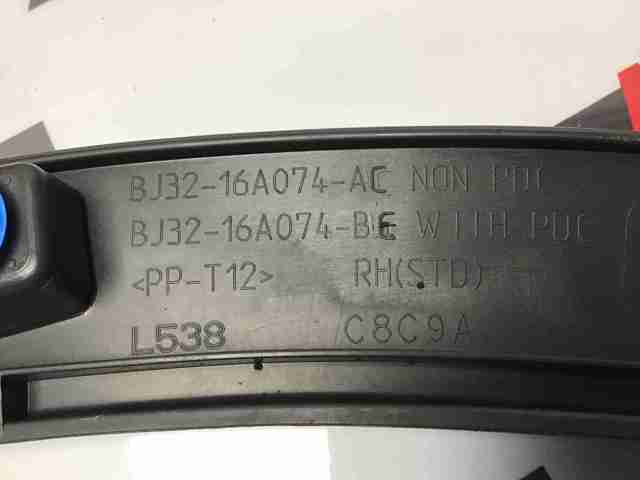 BJ32-16A074-AC NON PDC
BJ32-16A074-BE WITH PDC
<PP-T12> RH(STD)
L538 C8C9A